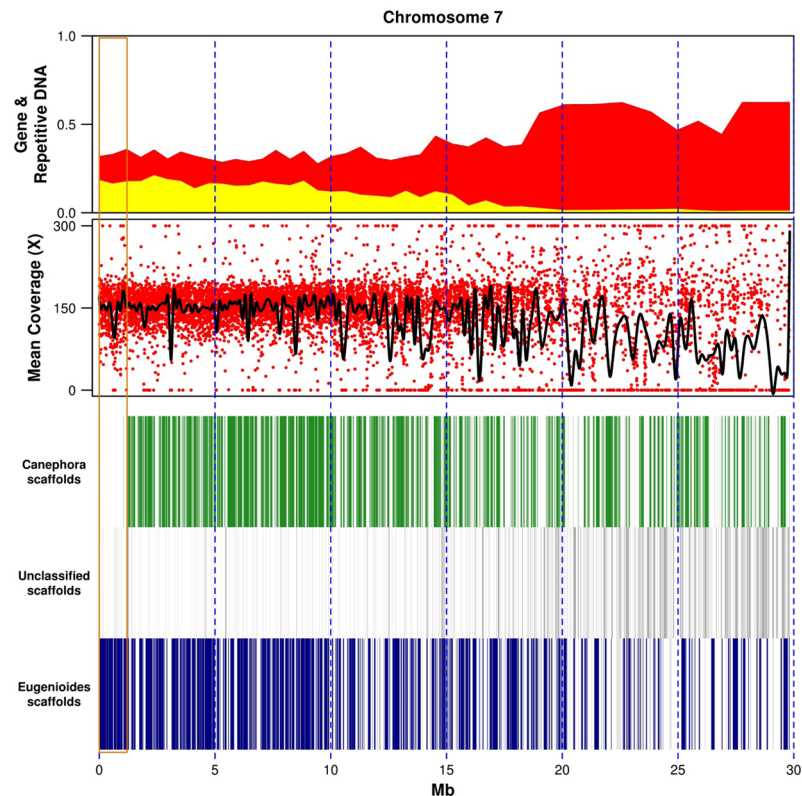 Chromosome 7
Gene &
Repetitive DNA
1.0
0.5
0.0
Mean Coverage (X)
300
150
0
Canephora
scaffolds
Unclassified
scaffolds
Eugenioides
scaffolds
0 5 10 15 20 25 30
Mb